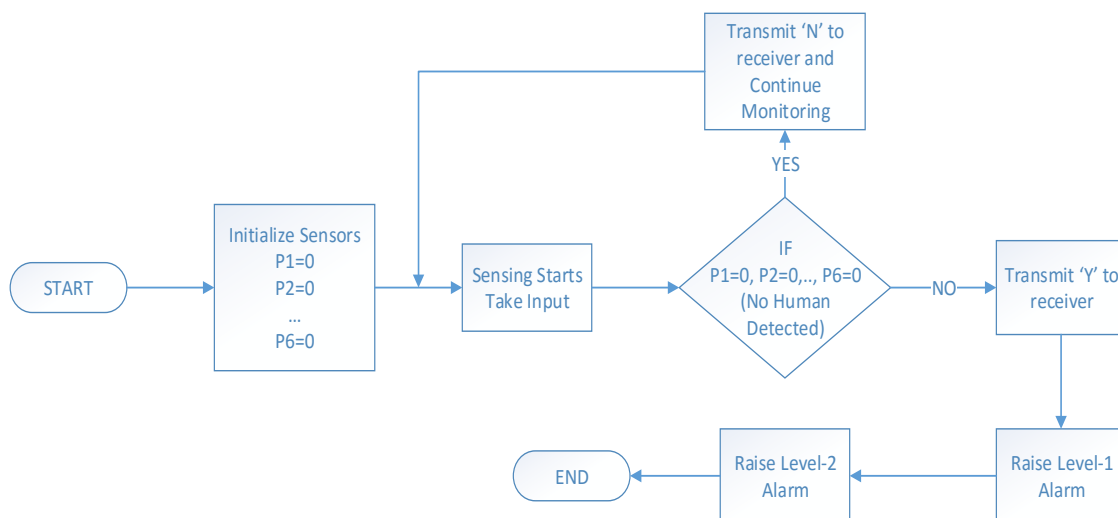 START
Initialize Sensors
P1=0
P2=0
...
P6=0
Sensing Starts
Take Input
IF
P1=0, P2=0,.., P6=0
(No Human
Detected)
YES
Transmit ‘N’ to
receiver and
Continue
Monitoring
NO
Transmit ‘Y’ to
receiver
Raise Level-1
Alarm
Raise Level-2
Alarm
END